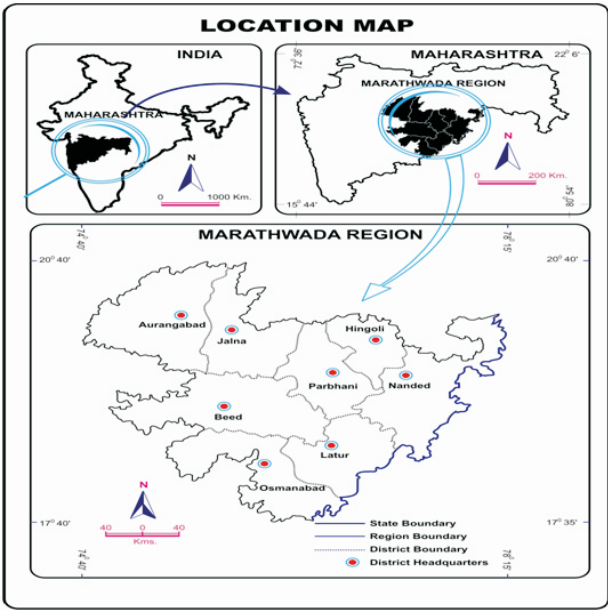 LOCATION MAP
INDIA
MAHARASHTRA
N
0 1000 Km.
MAHARASHTRA
72° 36'
22° 6'
MARATHWADA REGION
N
0 200 Km.
15° 44'
80° 54'
MARATHWADA REGION
74° 40'
78° 15'
20° 40'
20° 40'
Aurangabad
Jalna
Hingoli
Parbhani
Nanded
Beed
Latur
Osmanabad
N
40 0 40
Kms.
17° 40'
17° 35'
State Boundary
Region Boundary
District Boundary
District Headquarters
74° 40'
78° 15'